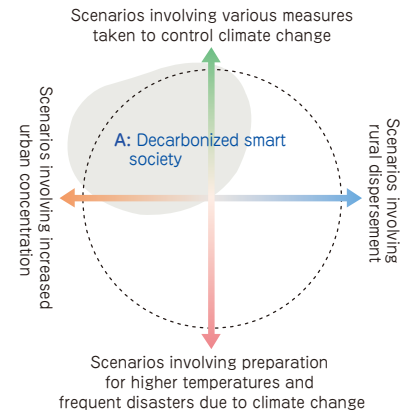 Scenarios involving various measures
taken to control climate change
Scenarios involving increased
urban concentration
A: Decarbonized smart
society
Scenarios involving
rural dispersement
Scenarios involving preparation
for higher temperatures and
frequent disasters due to climate change